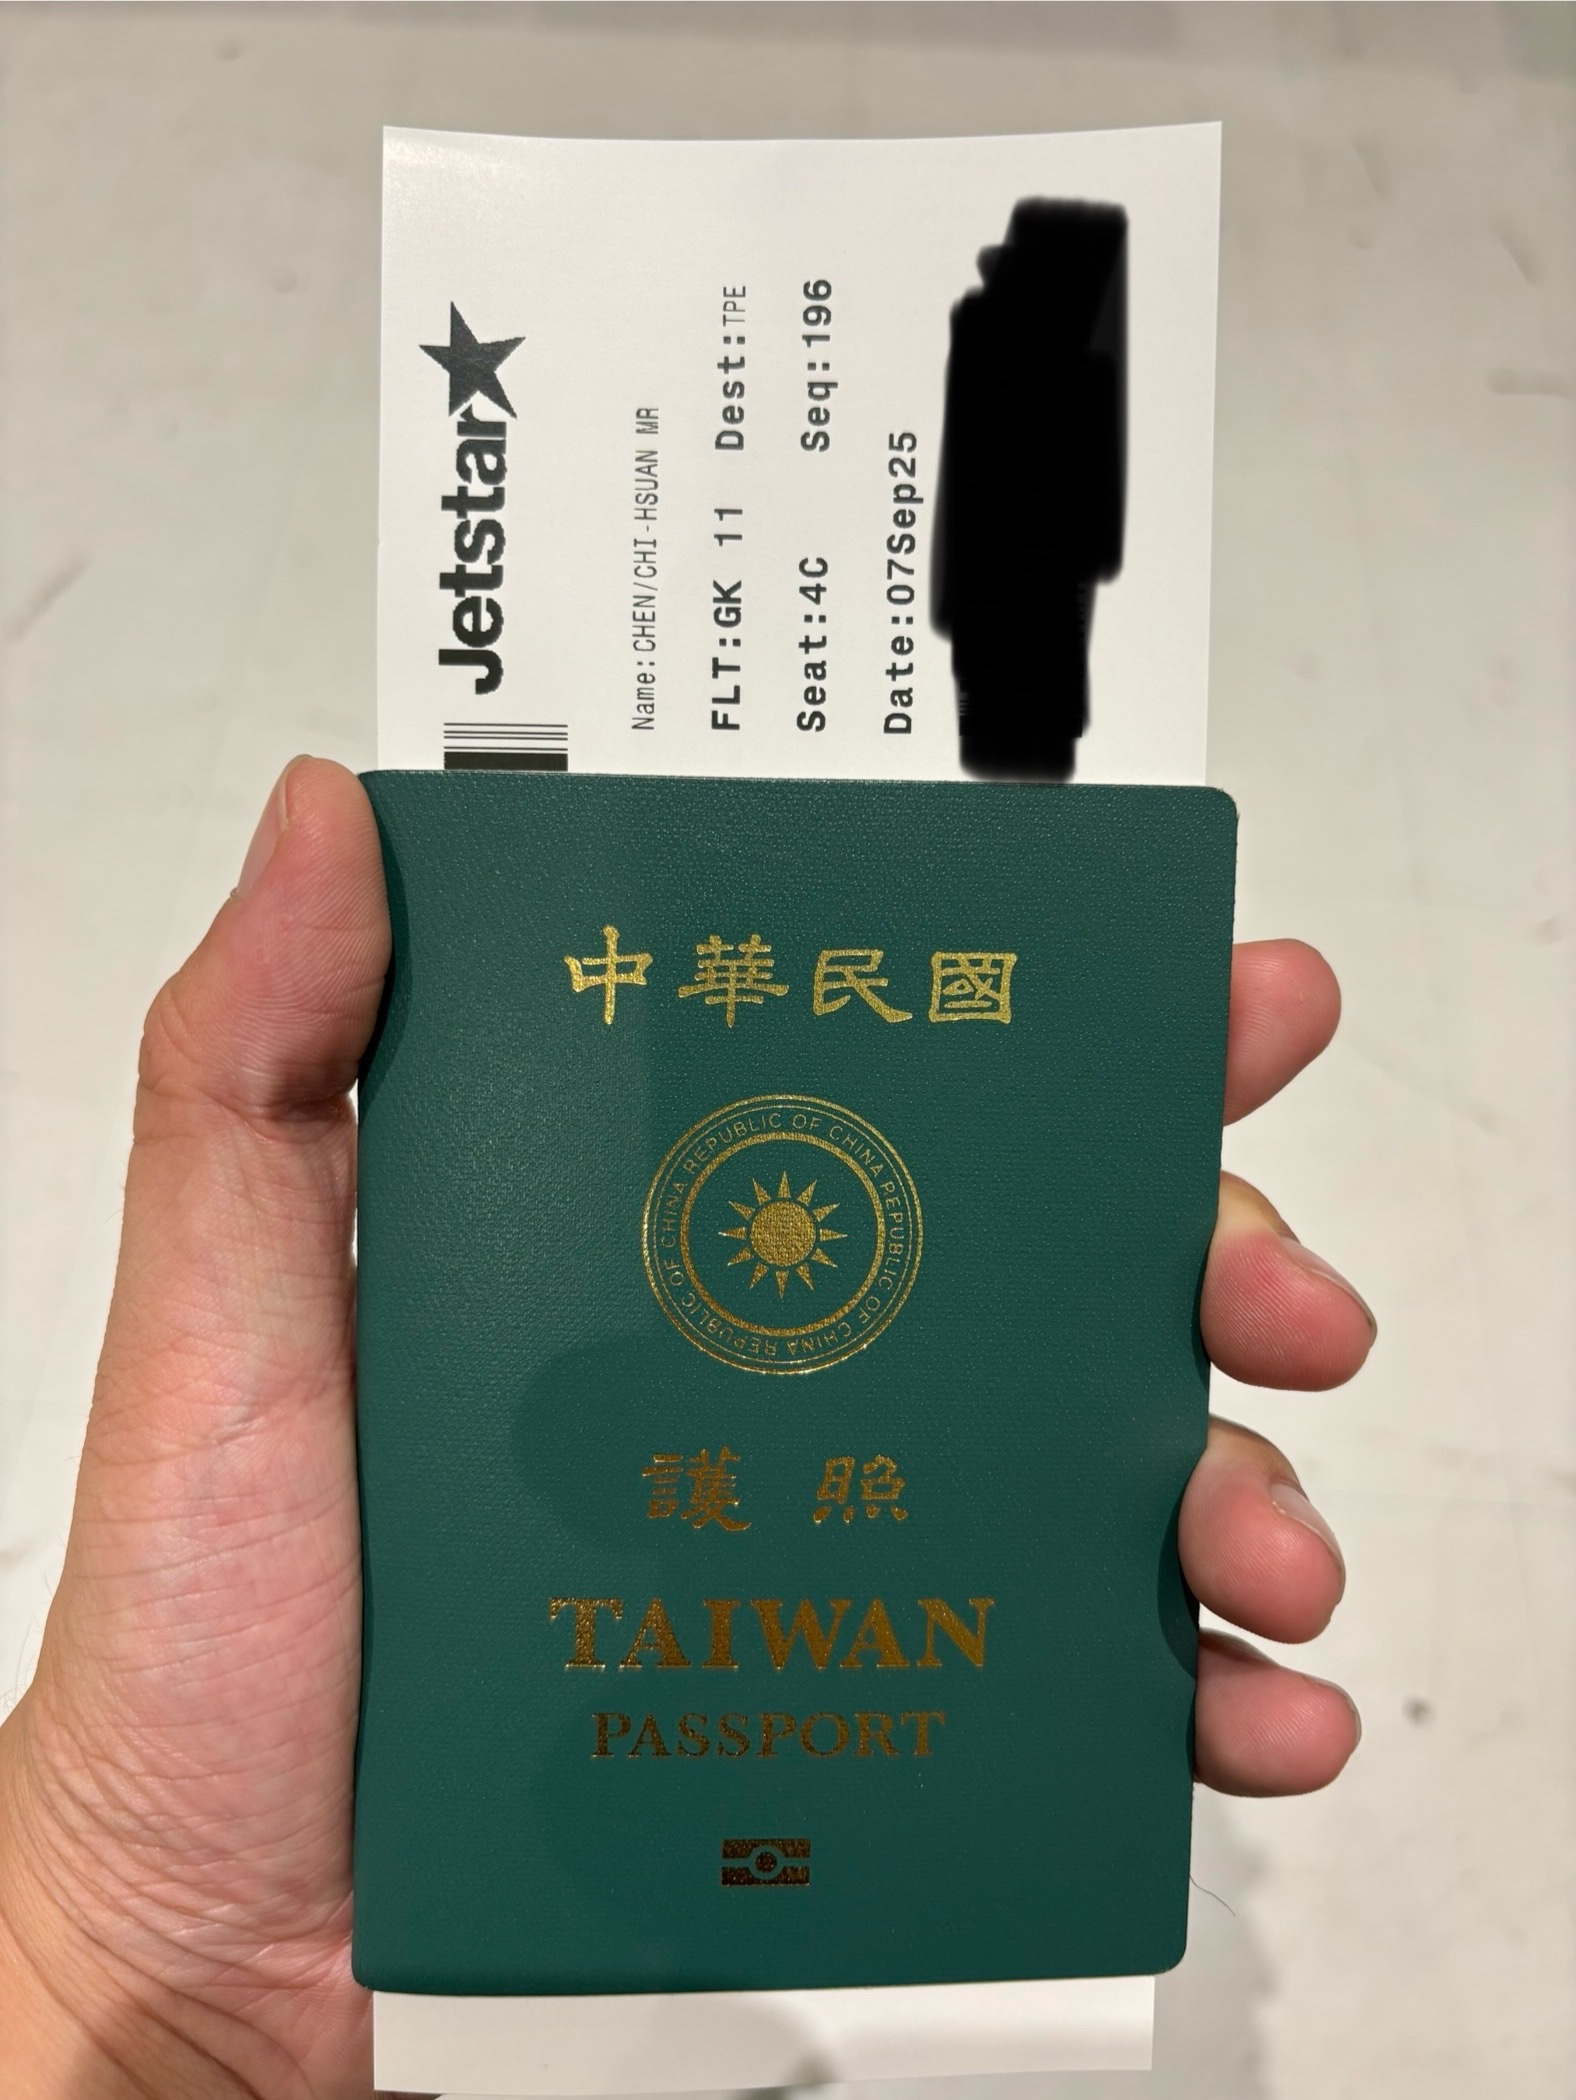 Jetstar
Name:CHEN/CHI-HSUAN MR
FLT:GK 11 Dest:TPE
Seat:4C Seq:196
Date:07Sep25
中華民國
REPUBLIC OF CHINA REPUBLIC OF CHINA REPUBLIC OF CHINA
護照
TAIWAN
PASSPORT